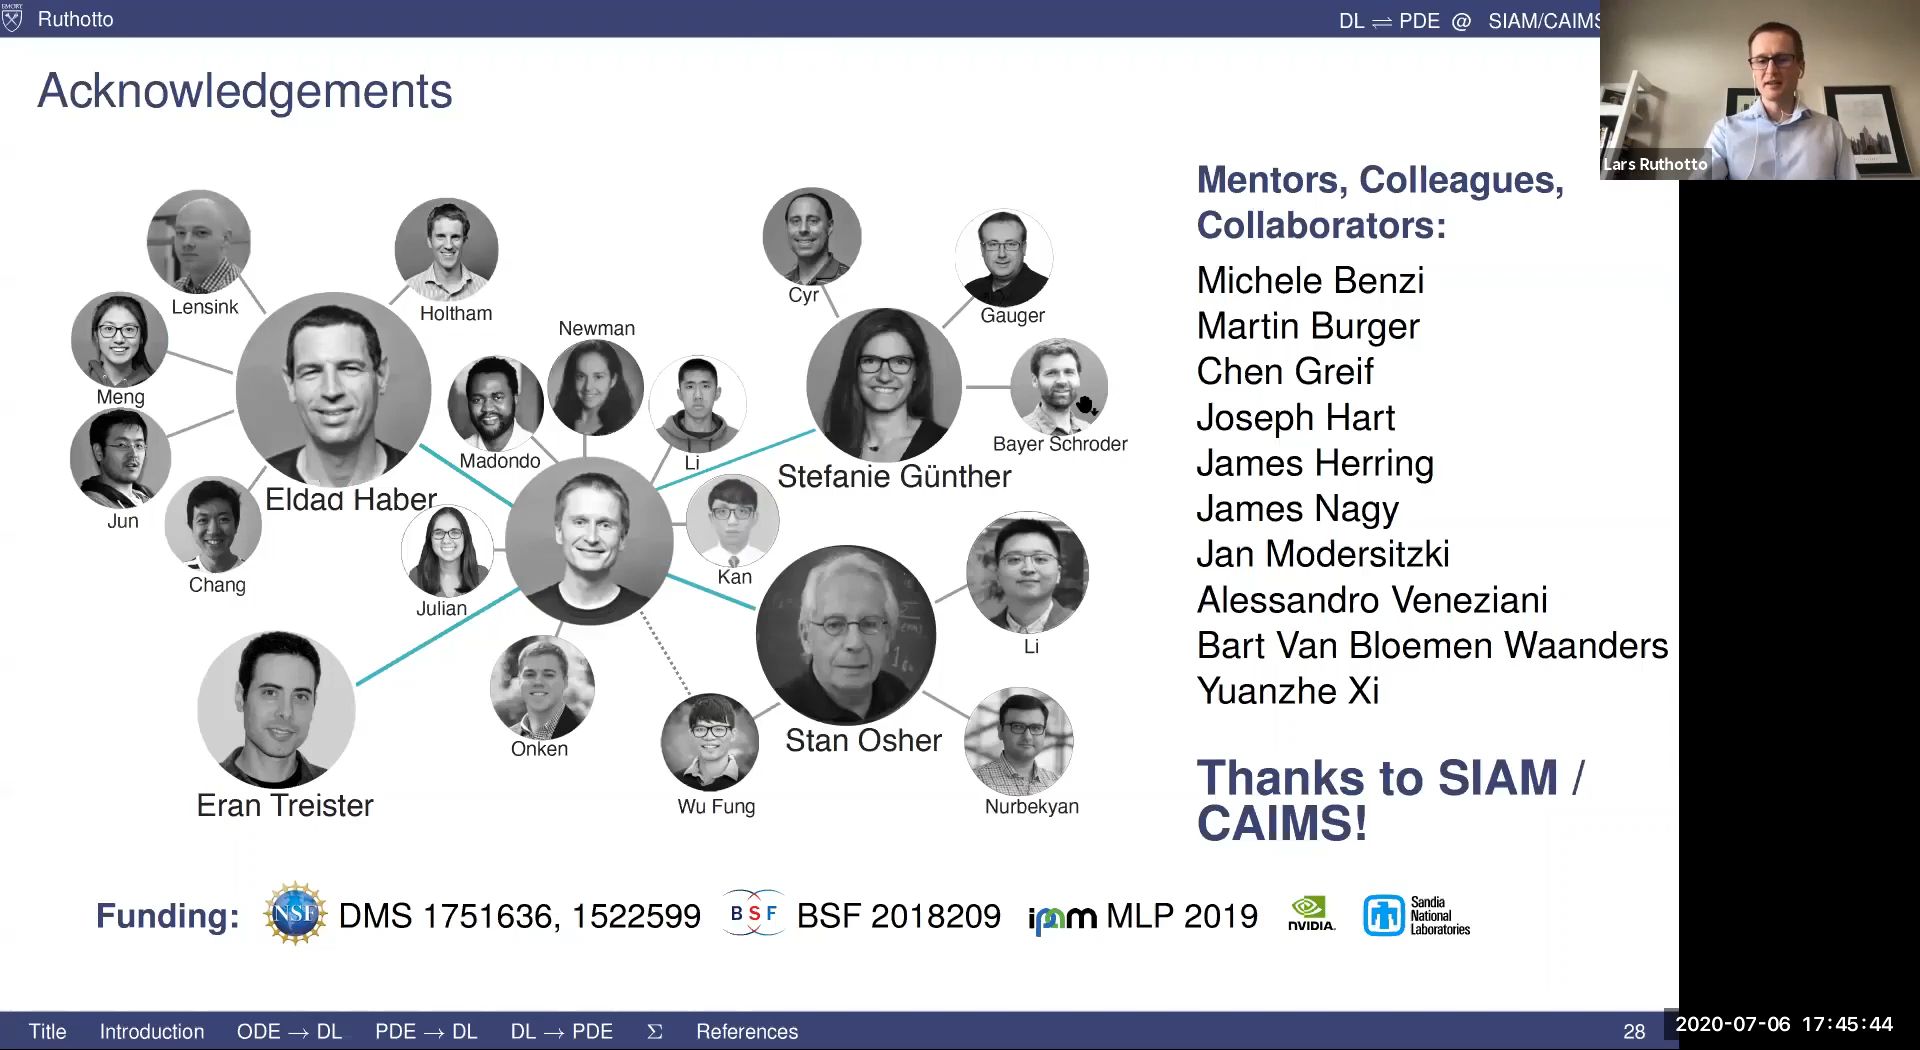 EMORY
Ruthotto
DL ⇌ PDE @ SIAM/CAIMS
Lars Ruthotto
Acknowledgements
Lensink
Holtham
Meng
Jun
Chang
Eldad Haber
Newman
Madondo
Li
Julian
Kan
Onken
Cyr
Gauger
Bayer Schroder
Stefanie Günther
Li
Stan Osher
Wu Fung
Nurbekyan
Eran Treister
Mentors, Colleagues,
Collaborators:
Michele Benzi
Martin Burger
Chen Greif
Joseph Hart
James Herring
James Nagy
Jan Modersitzki
Alessandro Veneziani
Bart Van Bloemen Waanders
Yuanzhe Xi
Thanks to SIAM /
CAIMS!
Funding: NSF DMS 1751636, 1522599 BSF BSF 2018209 ipam MLP 2019 NVIDIA. Sandia
National
Laboratories
Title Introduction ODE → DL PDE → DL DL → PDE Σ References 28
2020-07-06 17:45:44